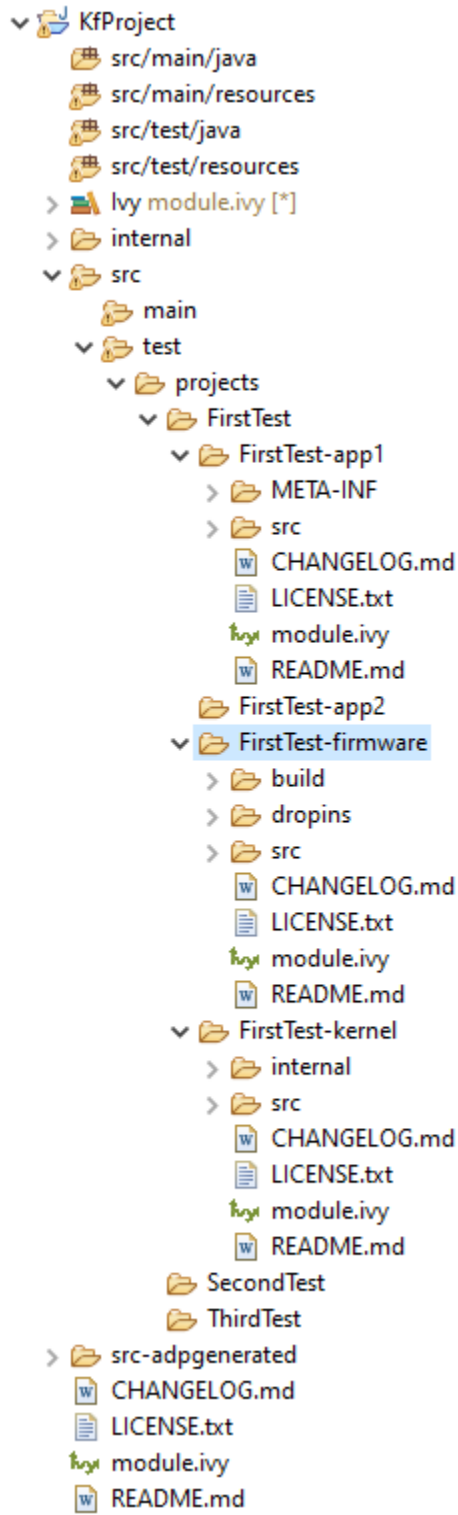 KfProject
src/main/java
src/main/resources
src/test/java
src/test/resources
Ivy module.ivy [*]
internal
src
main
test
projects
FirstTest
FirstTest-app1
META-INF
src
CHANGELOG.md
LICENSE.txt
module.ivy
README.md
FirstTest-app2
FirstTest-firmware
build
dropins
src
CHANGELOG.md
LICENSE.txt
module.ivy
README.md
FirstTest-kernel
internal
src
CHANGELOG.md
LICENSE.txt
module.ivy
README.md
SecondTest
ThirdTest
src-adpgenerated
CHANGELOG.md
LICENSE.txt
module.ivy
README.md